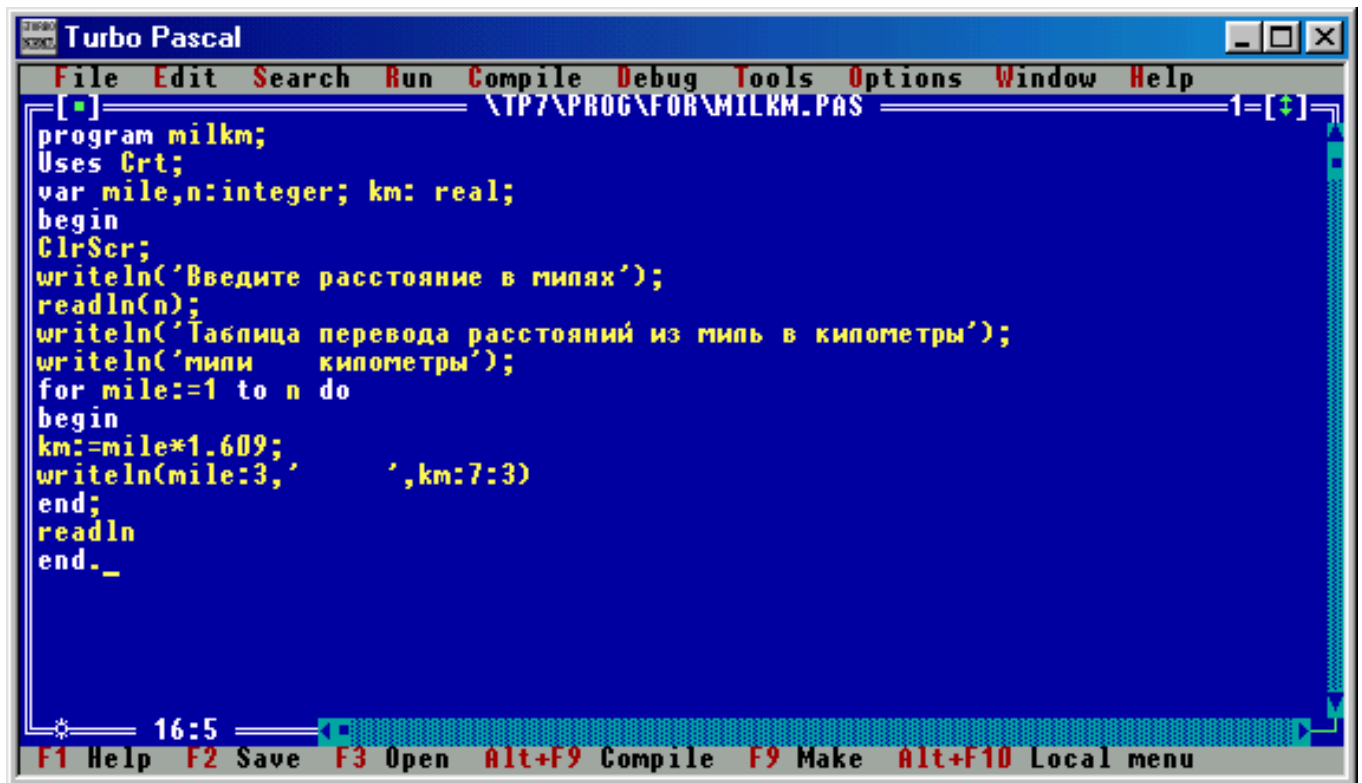 Turbo Pascal
File Edit Search Run Compile Debug Tools Options Window Help
\TP7\PROG\FOR\MILKM.PAS 1
program milkm;
Uses Crt;
var mile,n:integer; km: real;
begin
ClrScr;
writeln('Введите расстояние в милях');
readln(n);
writeln('Таблица перевода расстояний из миль в километры');
writeln('мили    километры');
for mile:=1 to n do
begin
km:=mile*1.609;
writeln(mile:3,'     ',km:7:3)
end;
readln
end._
16:5
F1 Help F2 Save F3 Open Alt+F9 Compile F9 Make Alt+F10 Local menu